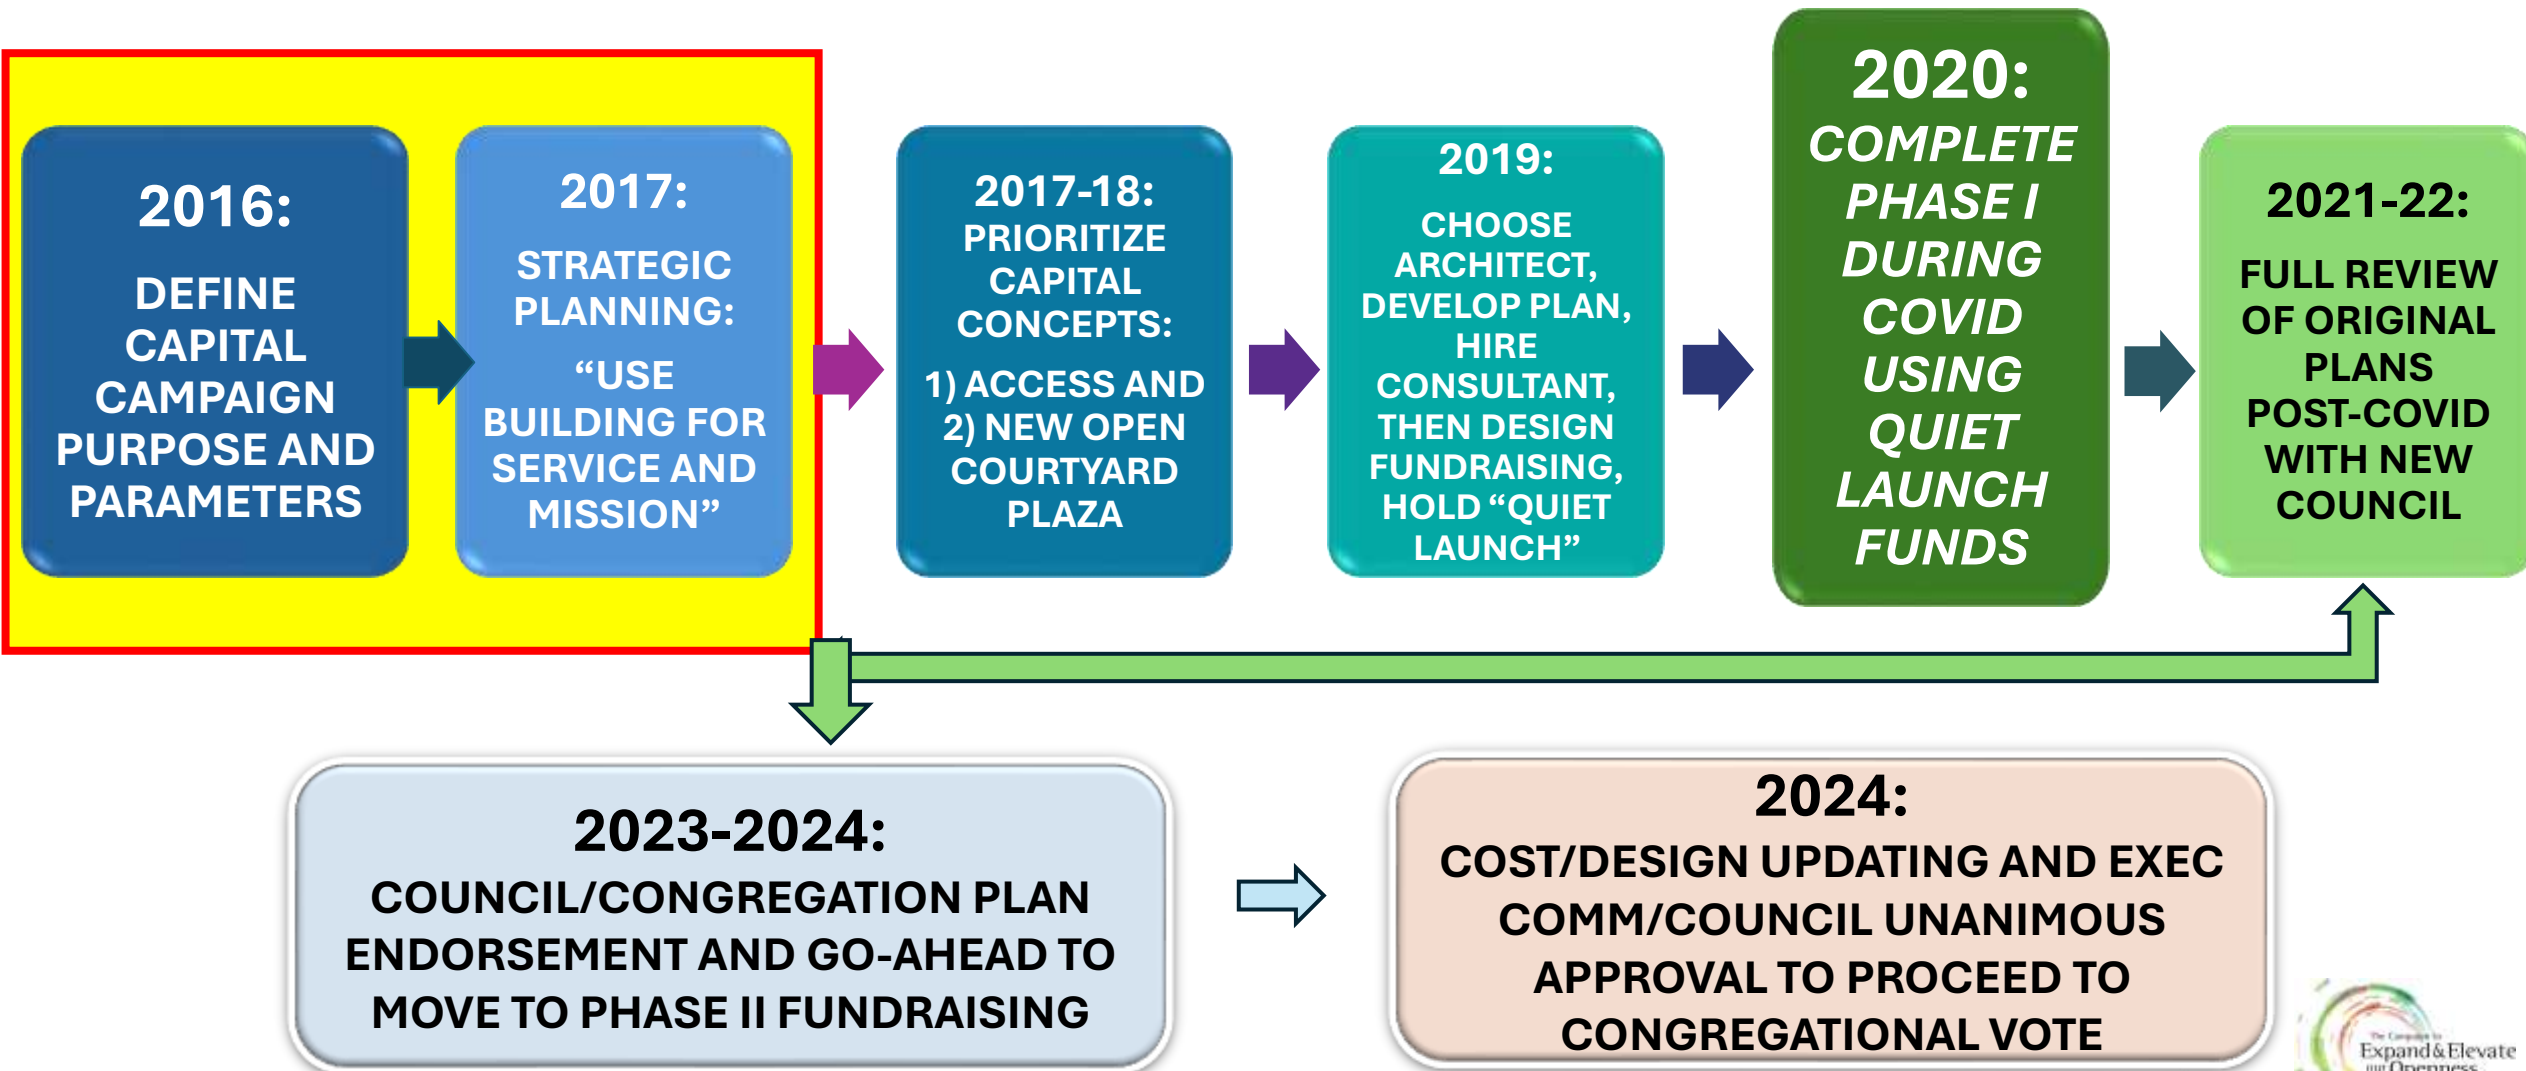 2016:
DEFINE
CAPITAL
CAMPAIGN
PURPOSE AND
PARAMETERS
2017:
STRATEGIC
PLANNING:
“USE
BUILDING FOR
SERVICE AND
MISSION”
2017-18:
PRIORITIZE
CAPITAL
CONCEPTS:
1) ACCESS AND
2) NEW OPEN
COURTYARD
PLAZA
2019:
CHOOSE
ARCHITECT,
DEVELOP PLAN,
HIRE
CONSULTANT,
THEN DESIGN
FUNDRAISING,
HOLD “QUIET
LAUNCH”
2020:
COMPLETE
PHASE I
DURING
COVID
USING
QUIET
LAUNCH
FUNDS
2021-22:
FULL REVIEW
OF ORIGINAL
PLANS
POST-COVID
WITH NEW
COUNCIL
2023-2024:
COUNCIL/CONGREGATION PLAN
ENDORSEMENT AND GO-AHEAD TO
MOVE TO PHASE II FUNDRAISING
2024:
COST/DESIGN UPDATING AND EXEC
COMM/COUNCIL UNANIMOUS
APPROVAL TO PROCEED TO
CONGREGATIONAL VOTE
The Campaign to
Expand & Elevate
Openness